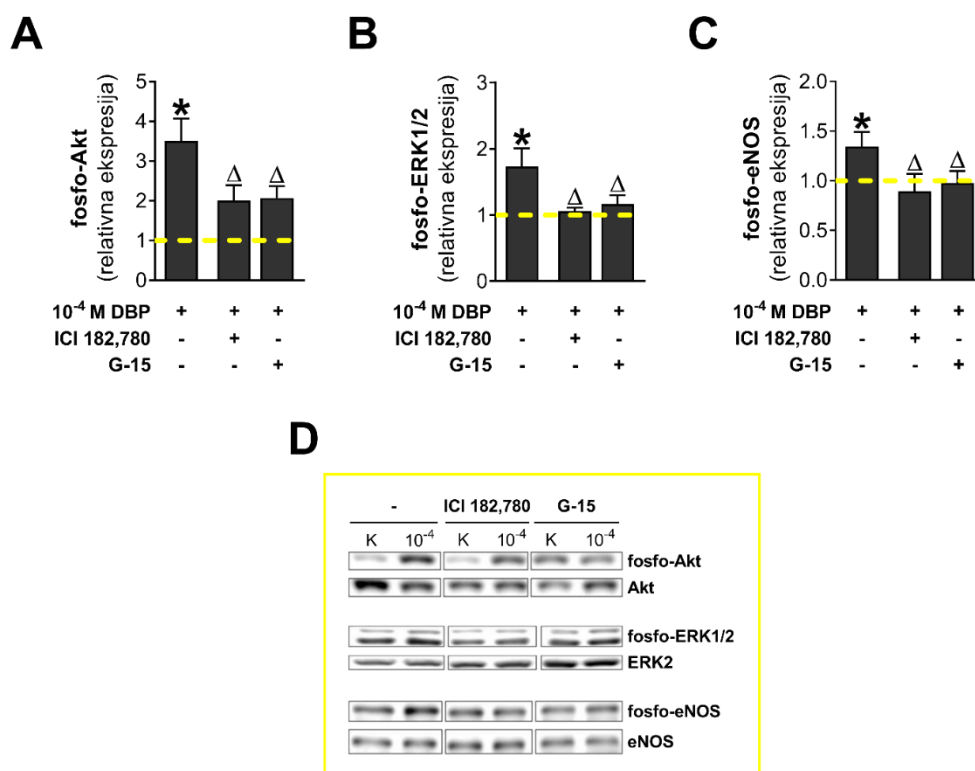 A
fosfo-Akt
(relativna ekspresija)
5
4
3
2
1
0
*
Δ
Δ
10⁻⁴ M DBP + + +
ICI 182,780 - + -
G-15 - - +
B
fosfo-ERK1/2
(relativna ekspresija)
3
2
1
0
*
Δ
Δ
10⁻⁴ M DBP + + +
ICI 182,780 - + -
G-15 - - +
C
fosfo-eNOS
(relativna ekspresija)
2.0
1.5
1.0
0.5
0.0
*
Δ
Δ
10⁻⁴ M DBP + + +
ICI 182,780 - + -
G-15 - - +
D
- ICI 182,780 G-15
K 10⁻⁴ K 10⁻⁴ K 10⁻⁴
fosfo-Akt
Akt
fosfo-ERK1/2
ERK2
fosfo-eNOS
eNOS